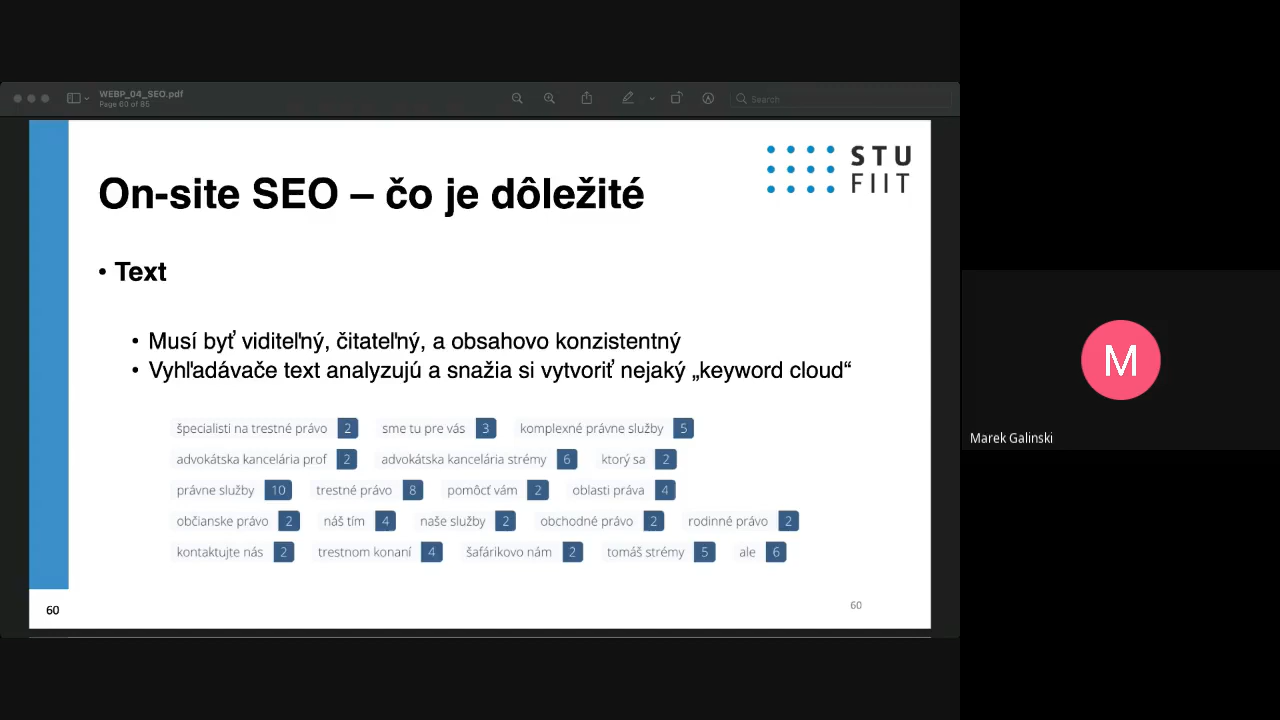 WEBP_04_SEO.pdf
Page 60 of 85
Search
STU
FIIT
On-site SEO – čo je dôležité
• Text
• Musí byť viditeľný, čitateľný, a obsahovo konzistentný
• Vyhľadávače text analyzujú a snažia si vytvoriť nejaký „keyword cloud“
špecialisti na trestné právo 2 sme tu pre vás 3 komplexné právne služby 5
advokátska kancelária prof 2 advokátska kancelária strémy 6 ktorý sa 2
právne služby 10 trestné právo 8 pomôcť vám 2 oblasti práva 4
občianske právo 2 náš tím 4 naše služby 2 obchodné právo 2 rodinné právo 2
kontaktujte nás 2 trestnom konaní 4 šafárikovo nám 2 tomáš strémy 5 ale 6
60
60
M
Marek Galinski